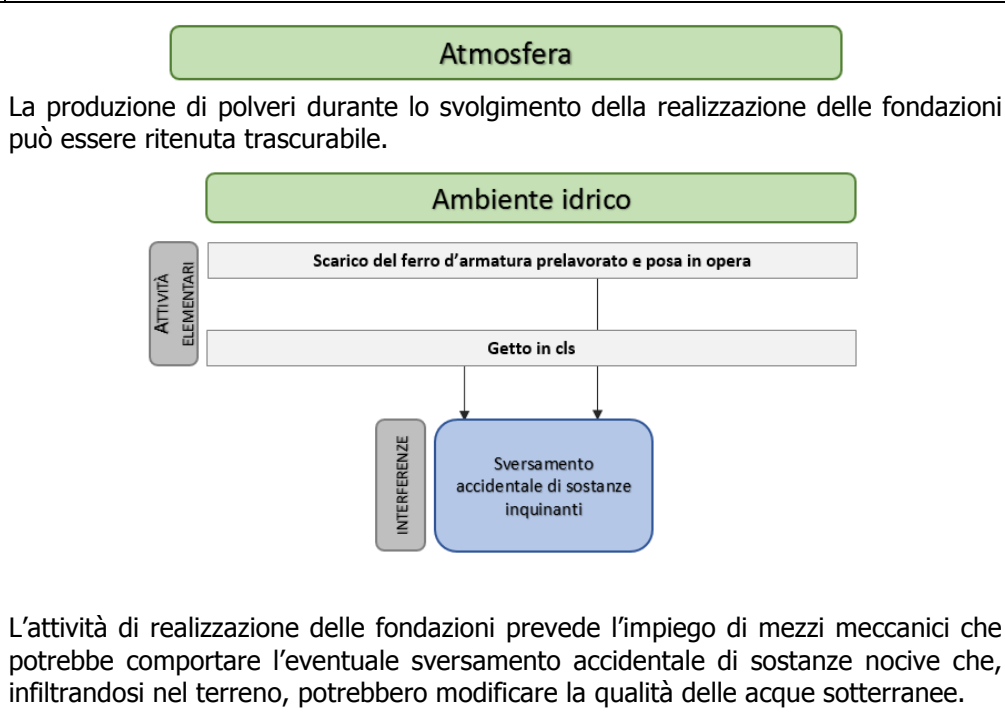 Atmosfera
La produzione di polveri durante lo svolgimento della realizzazione delle fondazioni
può essere ritenuta trascurabile.
Ambiente idrico
ATTIVITÀ
ELEMENTARI
Scarico del ferro d'armatura prelavorato e posa in opera
Getto in cls
INTERFERENZE
Sversamento
accidentale di sostanze
inquinanti
L'attività di realizzazione delle fondazioni prevede l'impiego di mezzi meccanici che
potrebbe comportare l'eventuale sversamento accidentale di sostanze nocive che,
infiltrandosi nel terreno, potrebbero modificare la qualità delle acque sotterranee.